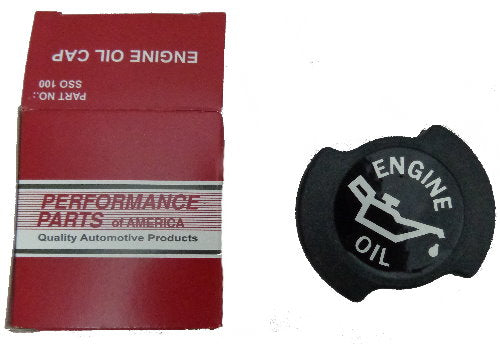 ENGINE OIL CAP
PART NO.:
SSO 100
PERFORMANCE
PARTS of AMERICA
Quality Automotive Products
ENGINE
OIL